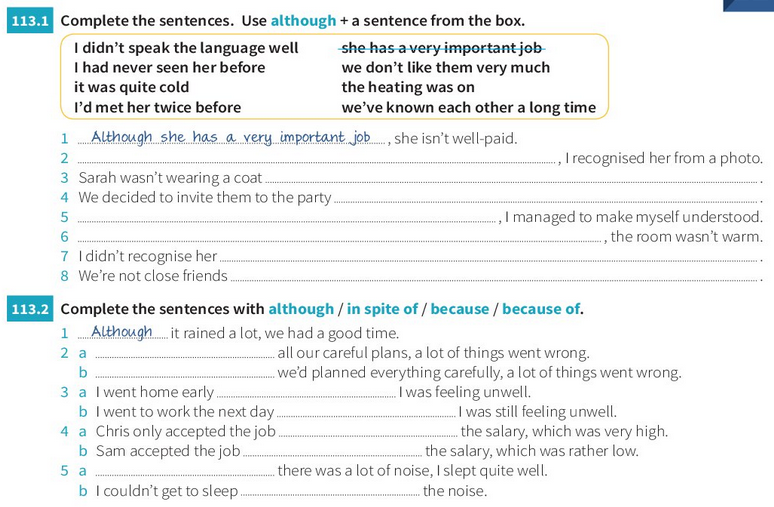 113.1 Complete the sentences. Use although + a sentence from the box.
I didn't speak the language well she has a very important job
I had never seen her before we don't like them very much
it was quite cold the heating was on
I'd met her twice before we've known each other a long time
1 Although she has a very important job, she isn't well-paid.
2 ..., I recognised her from a photo.
3 Sarah wasn't wearing a coat ... .
4 We decided to invite them to the party ... .
5 ..., I managed to make myself understood.
6 ..., the room wasn't warm.
7 I didn't recognise her ... .
8 We're not close friends ... .
113.2 Complete the sentences with although / in spite of / because / because of.
1 Although it rained a lot, we had a good time.
2 a ... all our careful plans, a lot of things went wrong.
b ... we'd planned everything carefully, a lot of things went wrong.
3 a I went home early ... I was feeling unwell.
b I went to work the next day ... I was still feeling unwell.
4 a Chris only accepted the job ... the salary, which was very high.
b Sam accepted the job ... the salary, which was rather low.
5 a ... there was a lot of noise, I slept quite well.
b I couldn't get to sleep ... the noise.